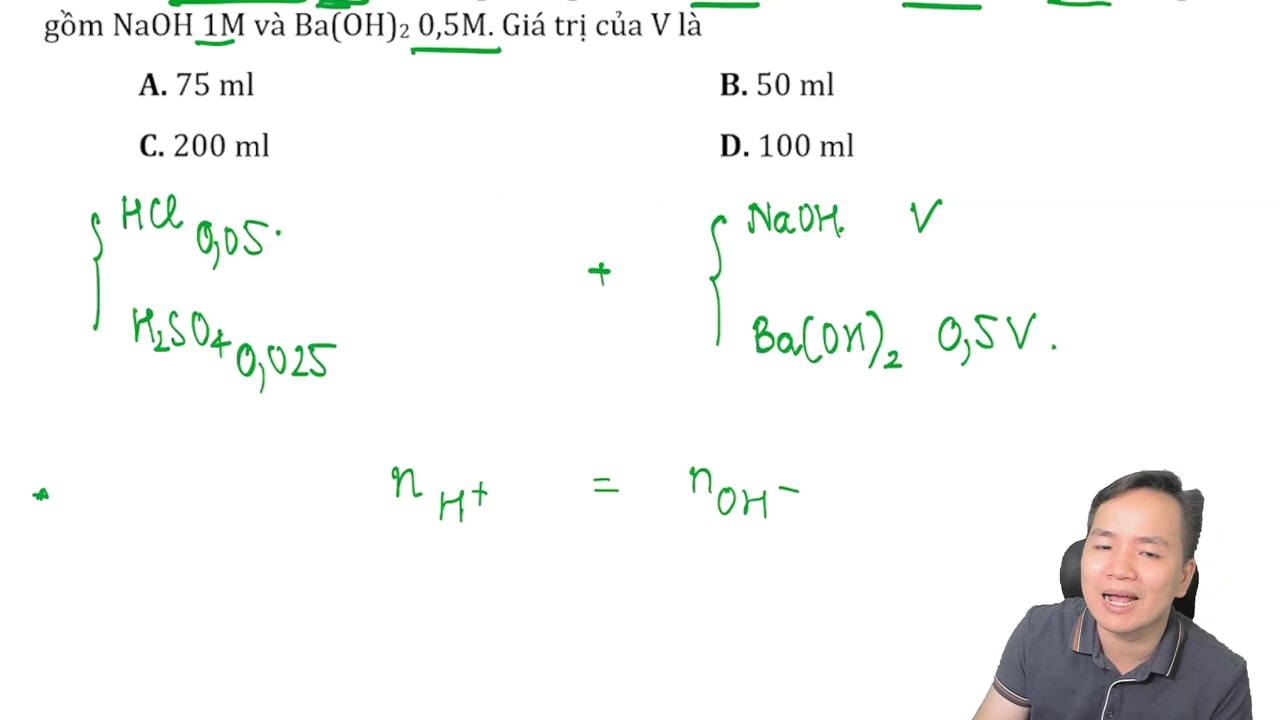 gồm NaOH 1M và Ba(OH)₂ 0,5M. Giá trị của V là
A. 75 ml
B. 50 ml
C. 200 ml
D. 100 ml
HCl 0,05
NaOH V
+
H₂SO₄ 0,025
Ba(OH)₂ 0,5V.
n H⁺ = n OH⁻